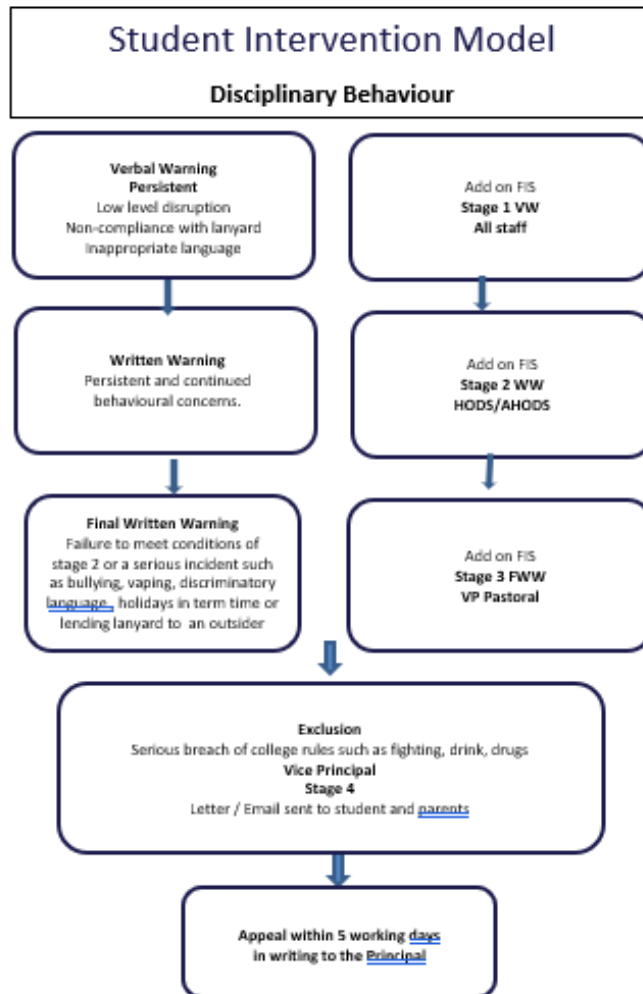 Student Intervention Model
Disciplinary Behaviour
Verbal Warning
Persistent
Low level disruption
Non-compliance with lanyard
Inappropriate language
Add on FIS
Stage 1 VW
All staff
Written Warning
Persistent and continued
behavioural concerns.
Add on FIS
Stage 2 WW
HODS/AHODS
Final Written Warning
Failure to meet conditions of
stage 2 or a serious incident such
as bullying, vaping, discriminatory
language, holidays in term time or
lending lanyard to an outsider
Add on FIS
Stage 3 FWW
VP Pastoral
Exclusion
Serious breach of college rules such as fighting, drink, drugs
Vice Principal
Stage 4
Letter / Email sent to student and parents
Appeal within 5 working days
in writing to the Principal